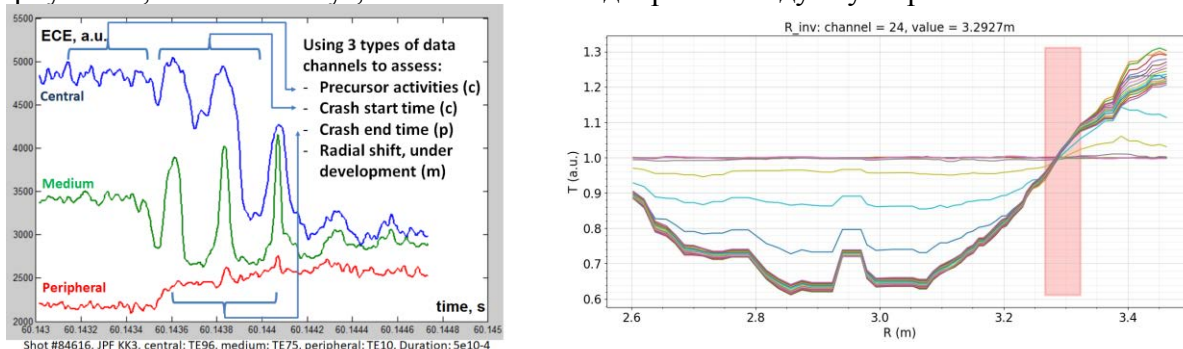 ECE, a.u.
Using 3 types of data
channels to assess:
- Precursor activities (c)
- Crash start time (c)
- Crash end time (p)
- Radial shift, under
development (m)
Central
Medium
Peripheral
time, s
5500
5000
4500
4000
3500
3000
2500
2000
60.143 60.1432 60.1434 60.1436 60.1438 60.144 60.1442 60.1444 60.1446 60.1448 60.145
Shot #84616, JPF KK3, central: TE96, medium: TE75, peripheral: TE10, Duration: 5e10-4
R_inv: channel = 24, value = 3.2927m
T (a.u.)
1.3
1.2
1.1
1.0
0.9
0.8
0.7
0.6
2.6 2.8 3.0 3.2 3.4
R (m)